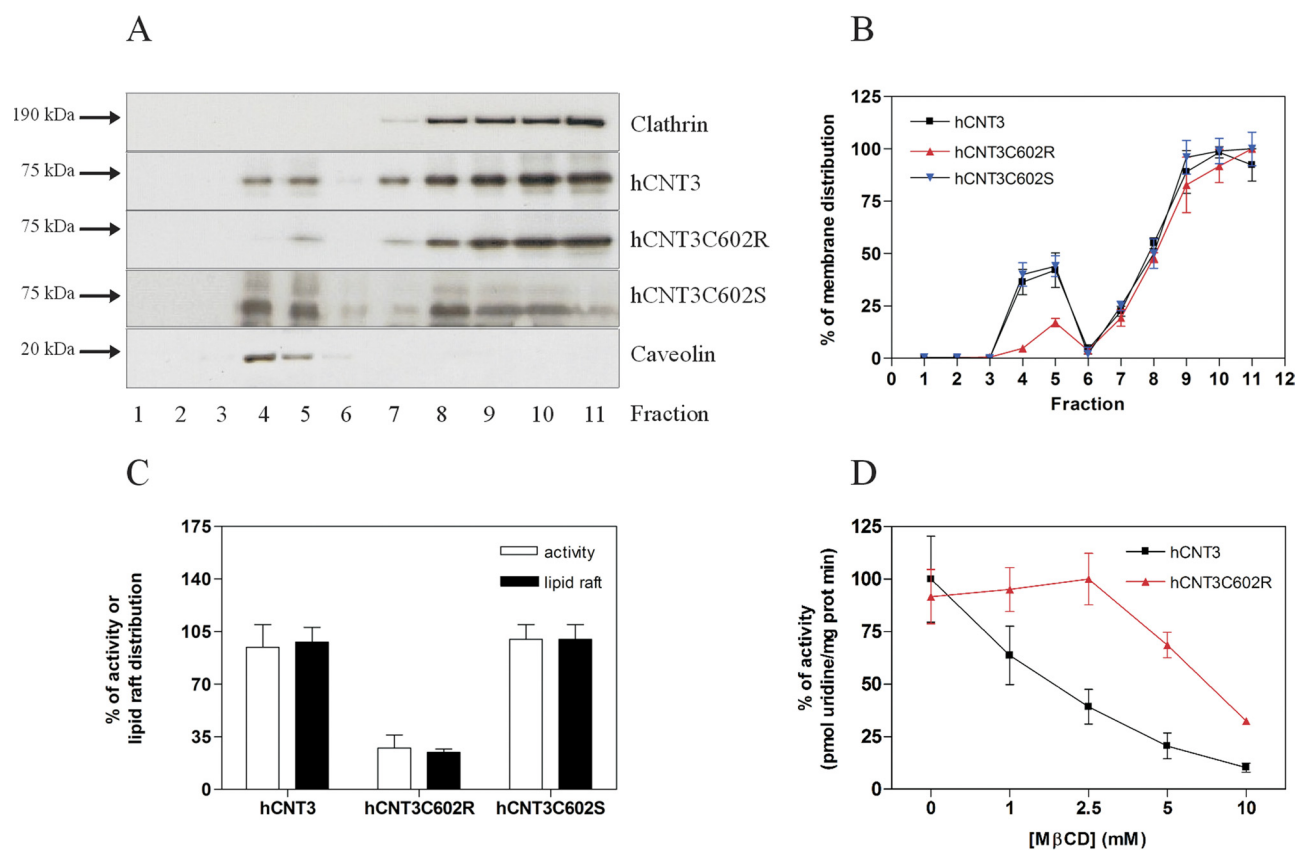 A
190 kDa
Clathrin
75 kDa
hCNT3
75 kDa
hCNT3C602R
75 kDa
hCNT3C602S
20 kDa
Caveolin
1 2 3 4 5 6 7 8 9 10 11 Fraction
B
% of membrane distribution
125
100
75
50
25
0
hCNT3
hCNT3C602R
hCNT3C602S
0 1 2 3 4 5 6 7 8 9 10 11 12
Fraction
C
% of activity or
lipid raft distribution
175
140
105
70
35
0
activity
lipid raft
hCNT3 hCNT3C602R hCNT3C602S
D
% of activity
(pmol uridine/mg prot min)
125
100
75
50
25
0
hCNT3
hCNT3C602R
0 1 2.5 5 10
[MβCD] (mM)